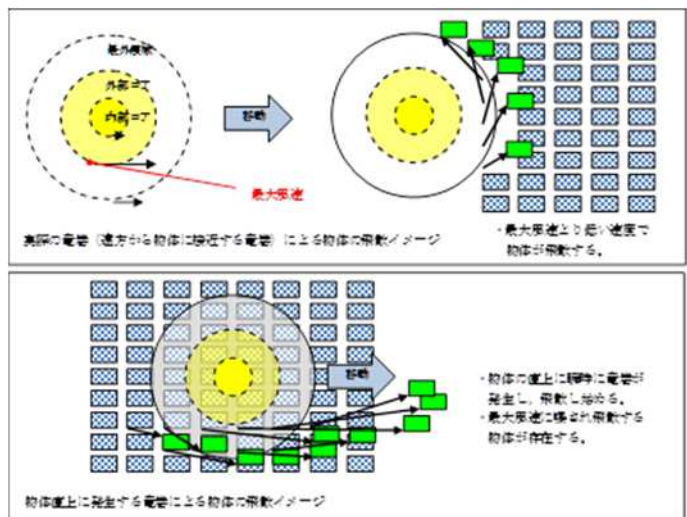 最外領域
外部コア
内部コア
移動
最大風速
実際の竜巻（遠方から物体に接近する竜巻）による物体の飛散イメージ
・最大風速より低い速度で
物体が飛散する。
移動
・物体の直上に瞬時に竜巻が
発生し、飛散し始める。
・最大風速に曝され飛散する
物体が存在する。
物体直上に発生する竜巻による物体の飛散イメージ